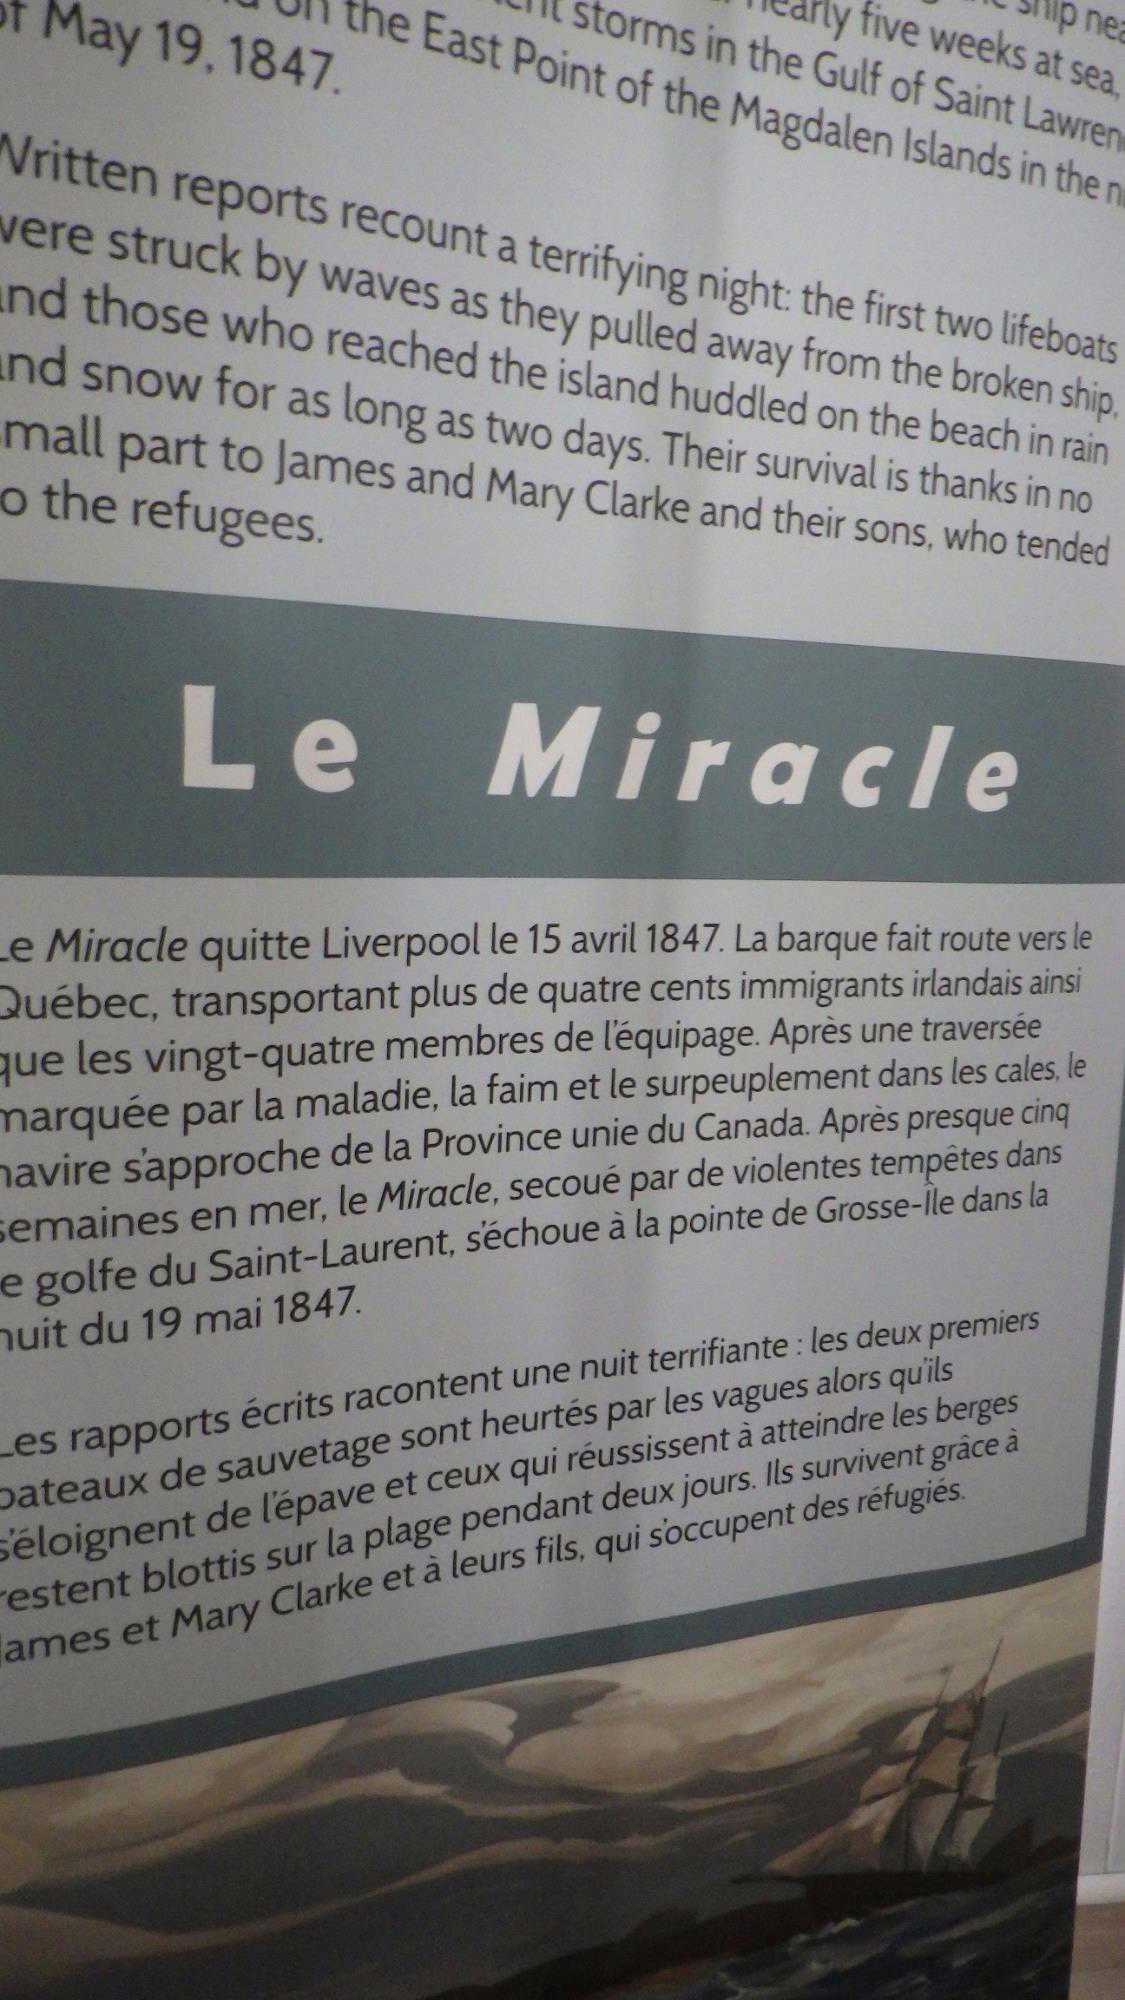 ship
nearly five weeks at sea,
storms in the Gulf of Saint
on the East Point of the Magdalen Islands in the
of May 19, 1847.
Written reports recount a terrifying night: the first two lifeboats
were struck by waves as they pulled away from the broken ship,
and those who reached the island huddled on the beach in rain
and snow for as long as two days. Their survival is thanks in no
small part to James and Mary Clarke and their sons, who tended
to the refugees.
Le Miracle
Le Miracle quitte Liverpool le 15 avril 1847. La barque fait route vers le
Québec, transportant plus de quatre cents immigrants irlandais ainsi
que les vingt-quatre membres de l'équipage. Après une traversée
marquée par la maladie, la faim et le surpeuplement dans les cales, le
navire s'approche de la Province unie du Canada. Après presque cinq
semaines en mer, le Miracle, secoué par de violentes tempêtes dans
le golfe du Saint-Laurent, s'échoue à la pointe de Grosse-Île dans la
nuit du 19 mai 1847.
Les rapports écrits racontent une nuit terrifiante : les deux premiers
bateaux de sauvetage sont heurtés par les vagues alors qu'ils
s'éloignent de l'épave et ceux qui réussissent à atteindre les berges
restent blottis sur la plage pendant deux jours. Ils survivent grâce à
James et Mary Clarke et à leurs fils, qui s'occupent des réfugiés.